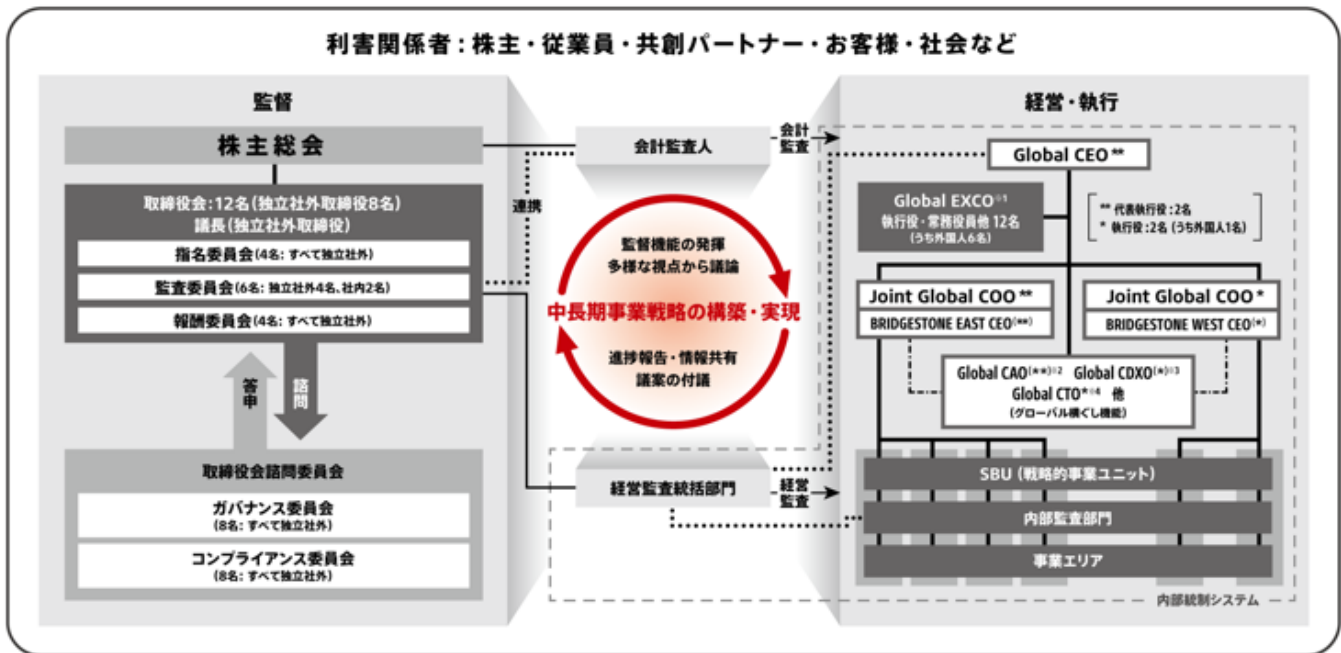 利害関係者：株主・従業員・共創パートナー・お客様・社会など
監督
株主総会
取締役会：12名（独立社外取締役8名）
議長（独立社外取締役）
指名委員会（4名：すべて独立社外）
監査委員会（6名：独立社外4名、社内2名）
報酬委員会（4名：すべて独立社外）
答申
諮問
取締役会諮問委員会
ガバナンス委員会
（8名：すべて独立社外）
コンプライアンス委員会
（8名：すべて独立社外）
会計監査人
会計
監査
連携
監督機能の発揮
多様な視点から議論
中長期事業戦略の構築・実現
進捗報告・情報共有
議案の付議
経営監査統括部門
経営
監査
経営・執行
Global CEO**
Global EXCO※1
執行役・常務役員他 12名
（うち外国人6名）
** 代表執行役：2名
* 執行役：2名（うち外国人1名）
Joint Global COO**
BRIDGESTONE EAST CEO(**)
Joint Global COO*
BRIDGESTONE WEST CEO(*)
Global CAO(**)※2 Global CDXO(*)※3
Global CTO*※4 他
（グローバル横ぐし機能）
SBU（戦略的事業ユニット）
内部監査部門
事業エリア
内部統制システム